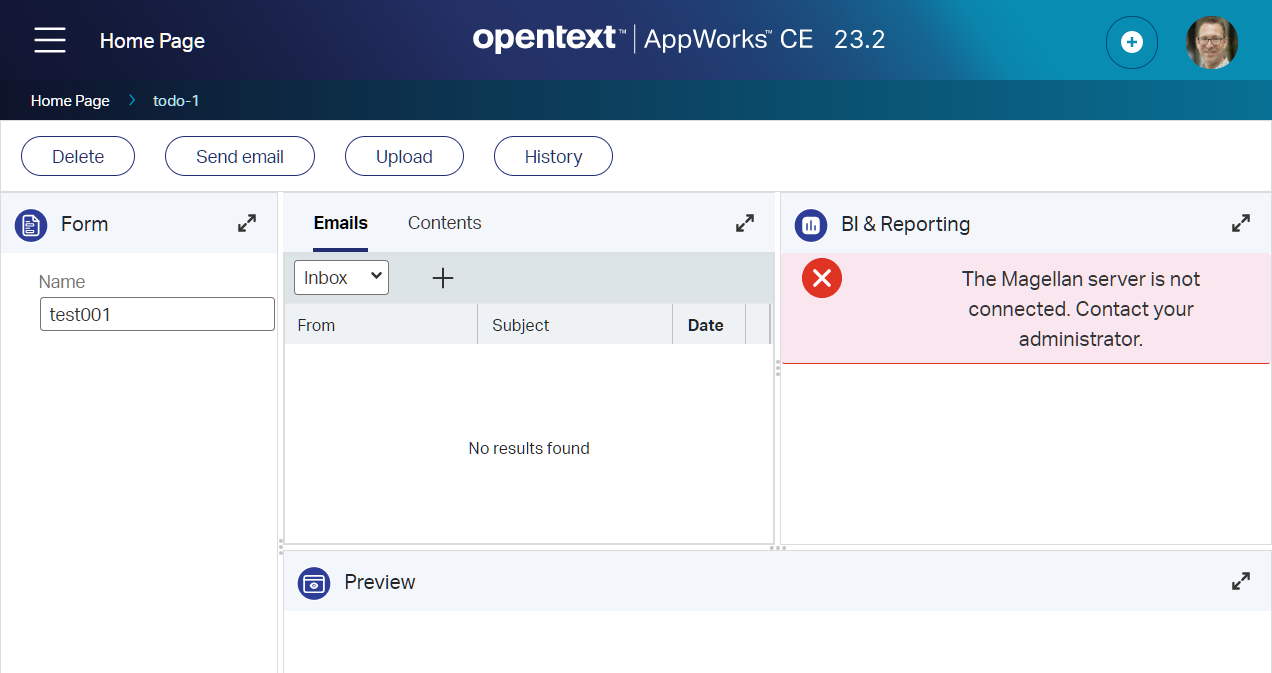 Home Page
opentext™ | AppWorks™ CE 23.2
Home Page > todo-1
Delete
Send email
Upload
History
Form
Name
test001
Emails
Contents
Inbox
From
Subject
Date
No results found
BI & Reporting
The Magellan server is not
connected. Contact your
administrator.
Preview